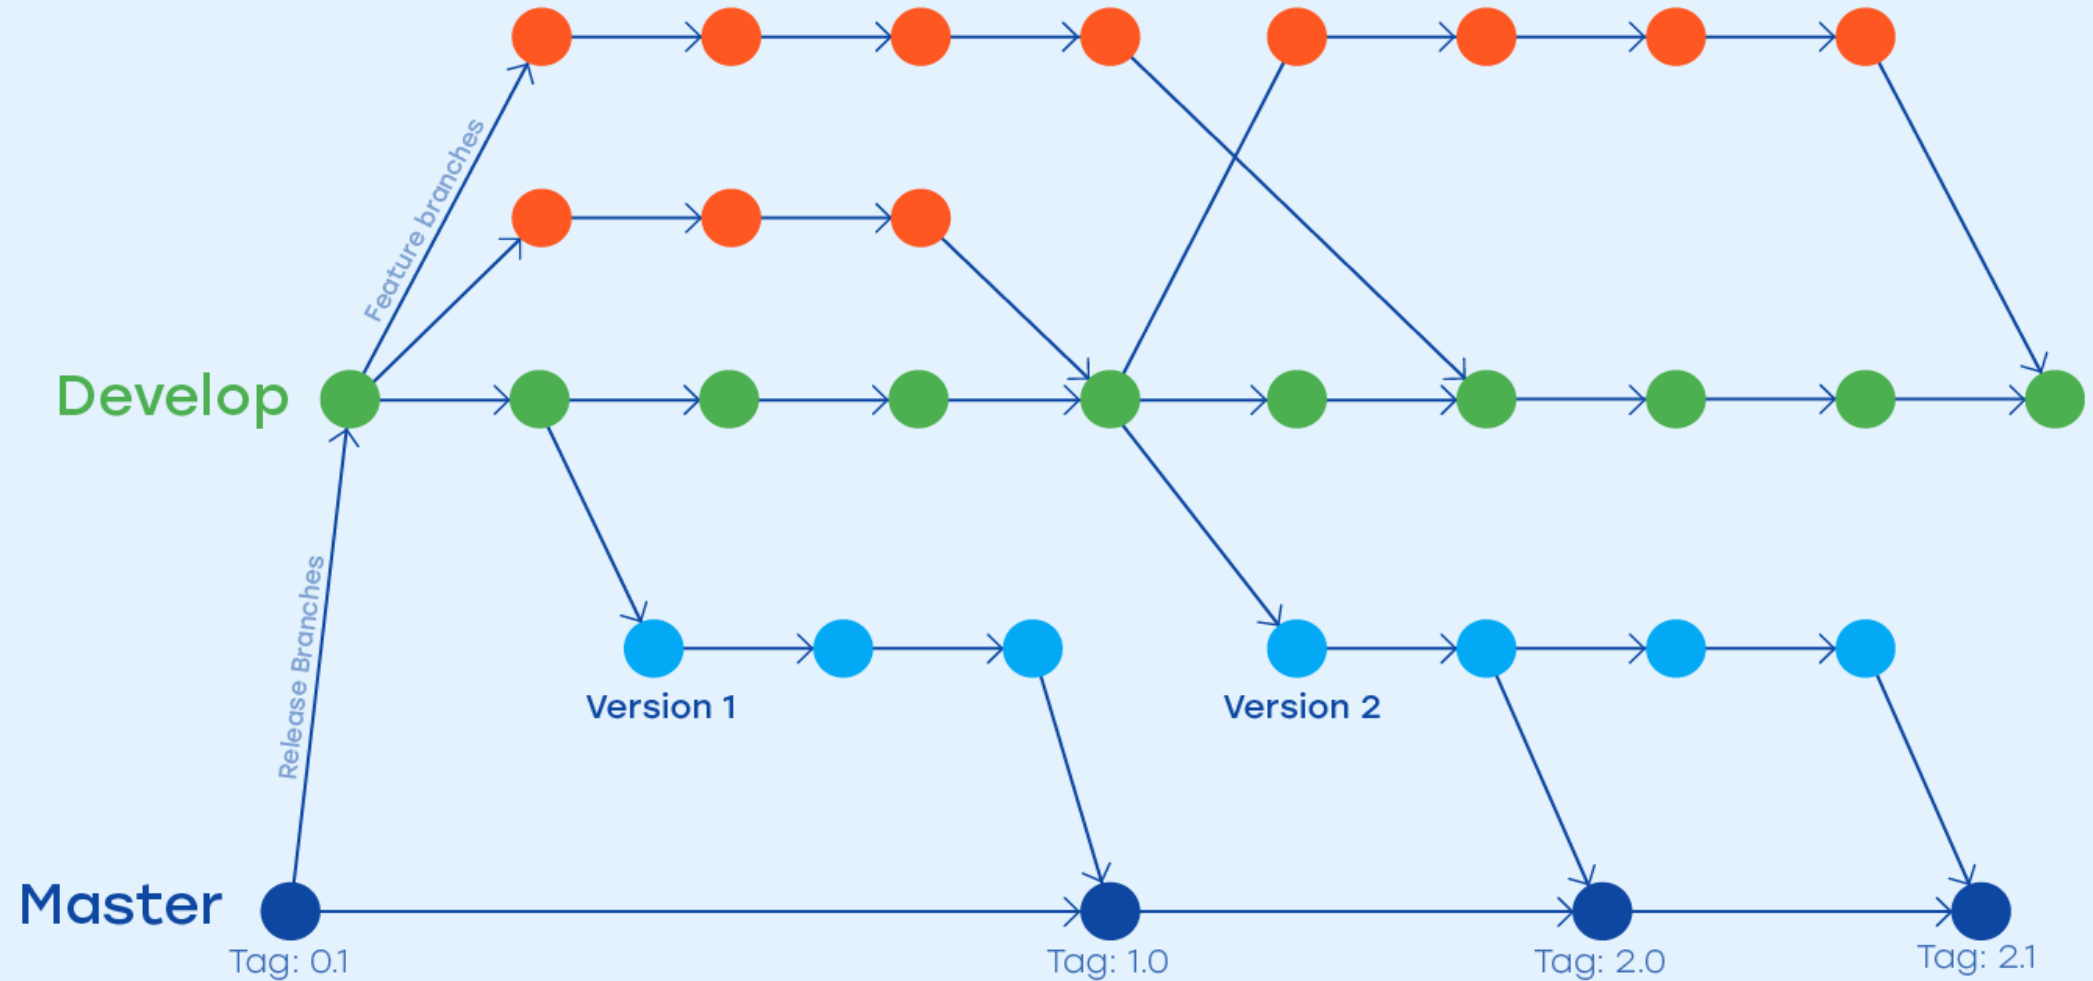 Feature branches
Develop
Release Branches
Version 1
Version 2
Master
Tag: 0.1
Tag: 1.0
Tag: 2.0
Tag: 2.1